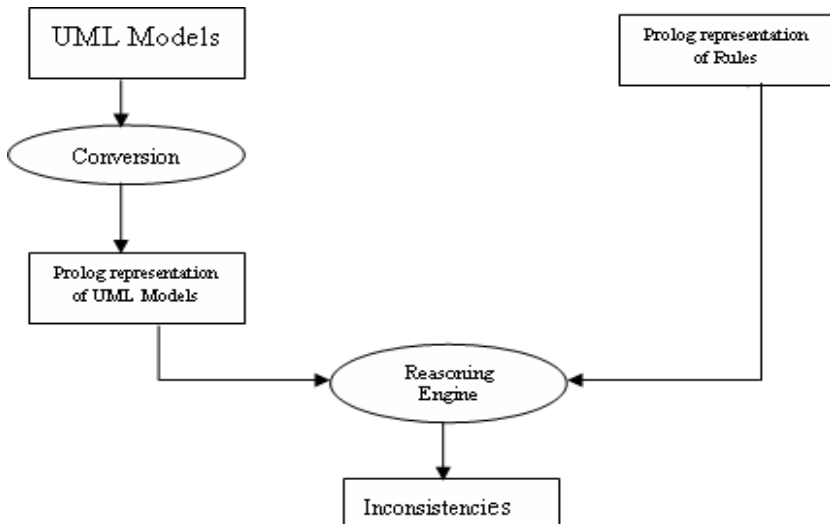 UML Models
Prolog representation
of Rules
Conversion
Prolog representation
of UML Models
Reasoning
Engine
Inconsistencies